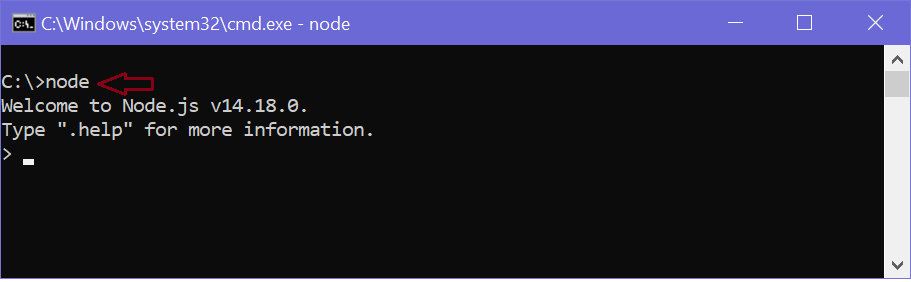 C:\Windows\system32\cmd.exe - node
C:\>node
Welcome to Node.js v14.18.0.
Type ".help" for more information.
>